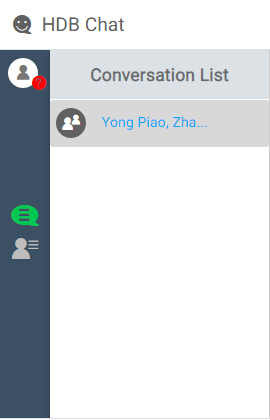 HDB Chat
?
Conversation List
Yong Piao, Zha...